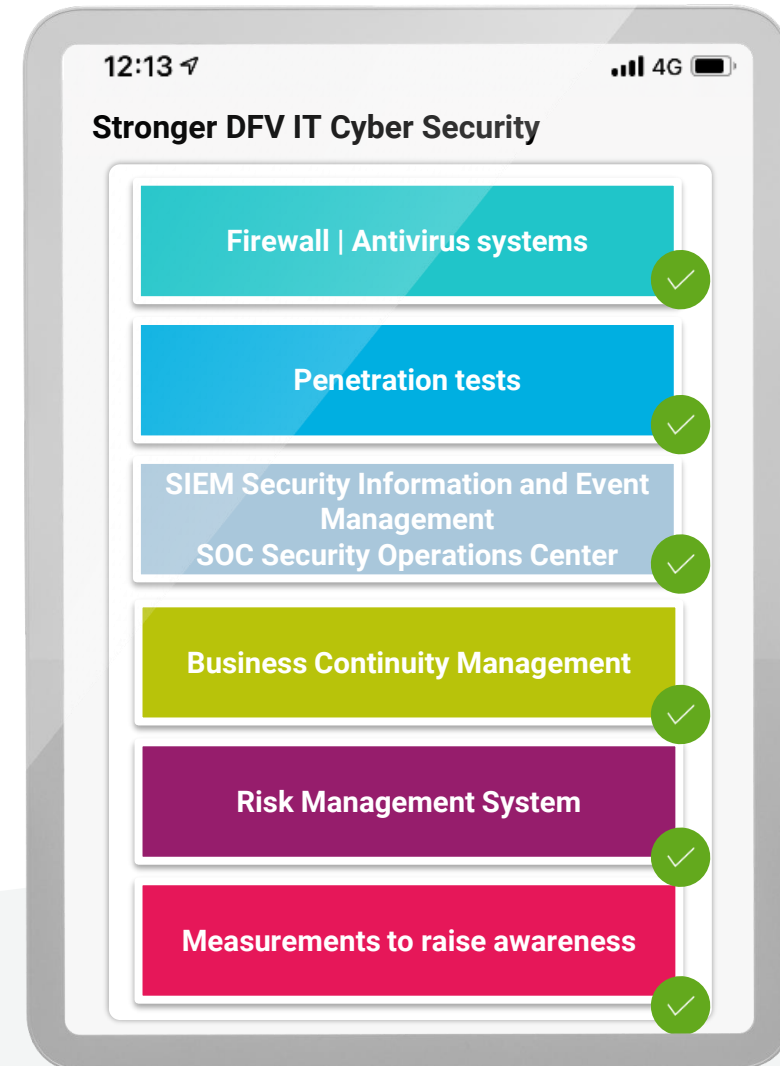 12:13 4G
Stronger DFV IT Cyber Security
Firewall | Antivirus systems
Penetration tests
SIEM Security Information and Event
Management
SOC Security Operations Center
Business Continuity Management
Risk Management System
Measurements to raise awareness